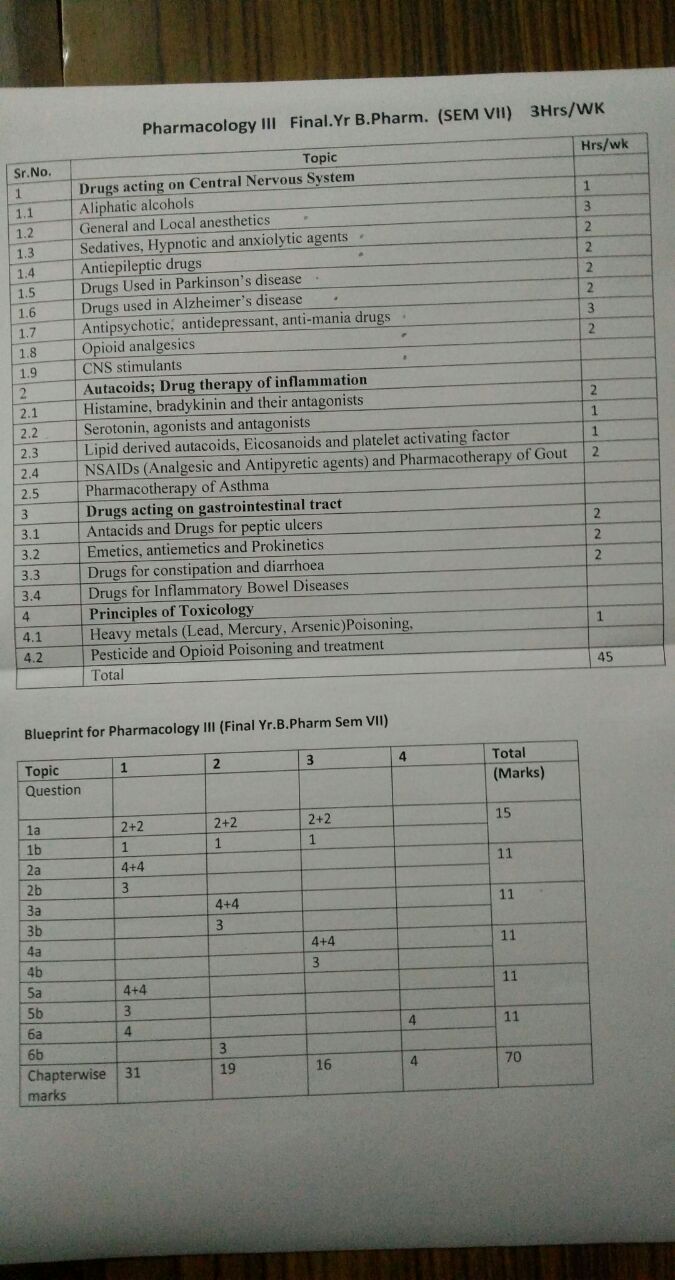 Pharmacology III Final.Yr B.Pharm. (SEM VII) 3Hrs/WK
Sr.No. Topic Hrs/wk
1 Drugs acting on Central Nervous System
1.1 Aliphatic alcohols 1
1.2 General and Local anesthetics 3
1.3 Sedatives, Hypnotic and anxiolytic agents 2
1.4 Antiepileptic drugs 2
1.5 Drugs Used in Parkinson's disease 2
1.6 Drugs used in Alzheimer's disease 2
1.7 Antipsychotic, antidepressant, anti-mania drugs 3
1.8 Opioid analgesics 2
1.9 CNS stimulants
2 Autacoids; Drug therapy of inflammation
2.1 Histamine, bradykinin and their antagonists 2
2.2 Serotonin, agonists and antagonists 1
2.3 Lipid derived autacoids, Eicosanoids and platelet activating factor 1
2.4 NSAIDs (Analgesic and Antipyretic agents) and Pharmacotherapy of Gout 2
2.5 Pharmacotherapy of Asthma
3 Drugs acting on gastrointestinal tract
3.1 Antacids and Drugs for peptic ulcers 2
3.2 Emetics, antiemetics and Prokinetics 2
3.3 Drugs for constipation and diarrhoea 2
3.4 Drugs for Inflammatory Bowel Diseases
4 Principles of Toxicology
4.1 Heavy metals (Lead, Mercury, Arsenic)Poisoning, 1
4.2 Pesticide and Opioid Poisoning and treatment
Total 45
Blueprint for Pharmacology III (Final Yr.B.Pharm Sem VII)
Topic 1 2 3 4 Total
Question (Marks)
1a 2+2 2+2 2+2 15
1b 1 1 1
2a 4+4 11
2b 3
3a 4+4 11
3b 3
4a 4+4 11
4b 3
5a 4+4 11
5b 3
6a 4 4 11
6b 3
Chapterwise 31 19 16 4 70
marks